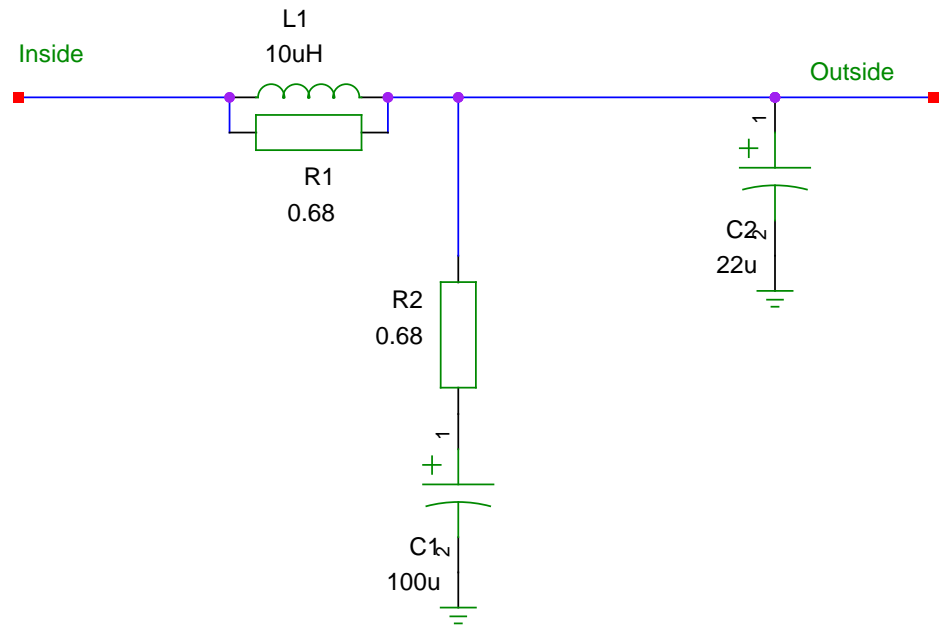 L1
10uH
Inside
Outside
R1
0.68
1
+
C2
2
22u
R2
0.68
1
+
C1
2
100u